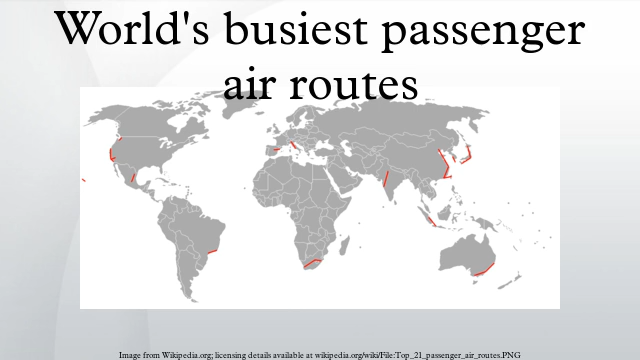 World's busiest passenger
air routes
Image from Wikipedia.org; licensing details available at wikipedia.org/wiki/File:Top_21_passenger_air_routes.PNG